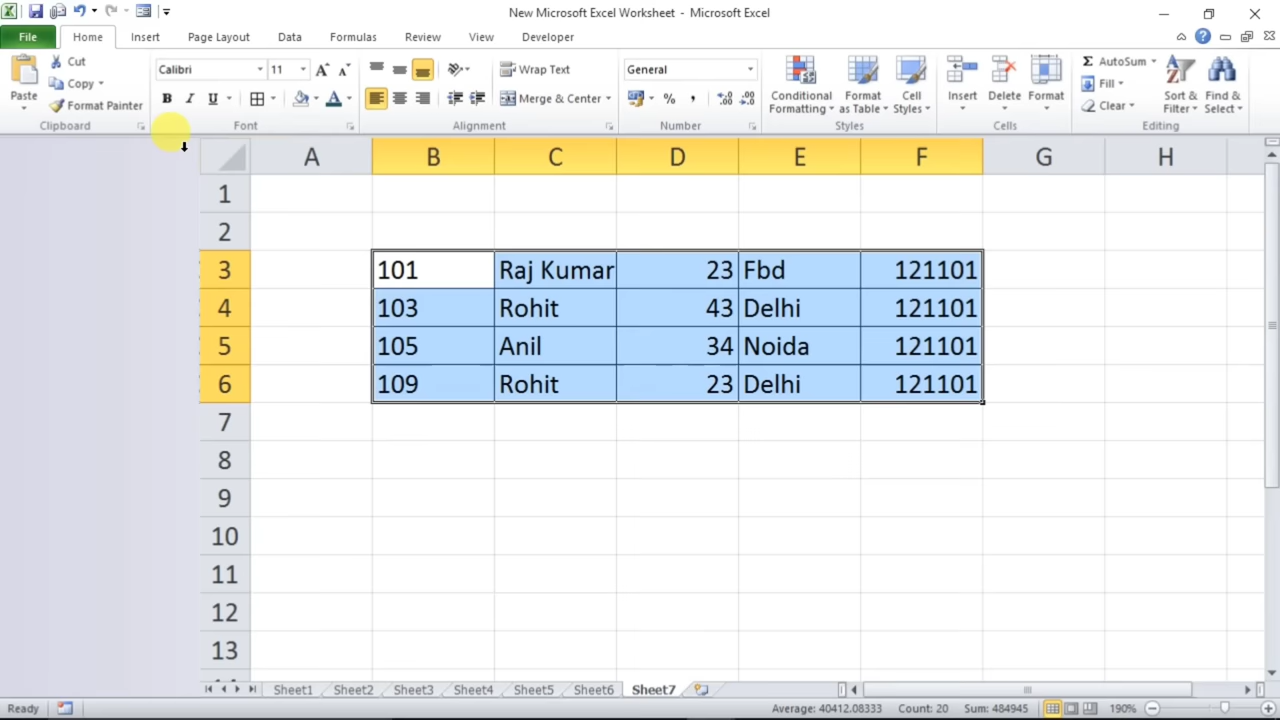 New Microsoft Excel Worksheet - Microsoft Excel
File Home Insert Page Layout Data Formulas Review View Developer
Cut
Copy
Format Painter
Paste
Calibri 11
B I U
Wrap Text
Merge & Center
General
%
Conditional Formatting
Format as Table
Cell Styles
Insert Delete Format
AutoSum
Fill
Clear
Sort & Filter
Find & Select
Clipboard Font Alignment Number Styles Cells Editing
A B C D E F G H
1
2
3 101 Raj Kumar 23 Fbd 121101
4 103 Rohit 43 Delhi 121101
5 105 Anil 34 Noida 121101
6 109 Rohit 23 Delhi 121101
7
8
9
10
11
12
13
Sheet1 Sheet2 Sheet3 Sheet4 Sheet5 Sheet6 Sheet7
Ready Average: 40412.08333 Count: 20 Sum: 484945 190%